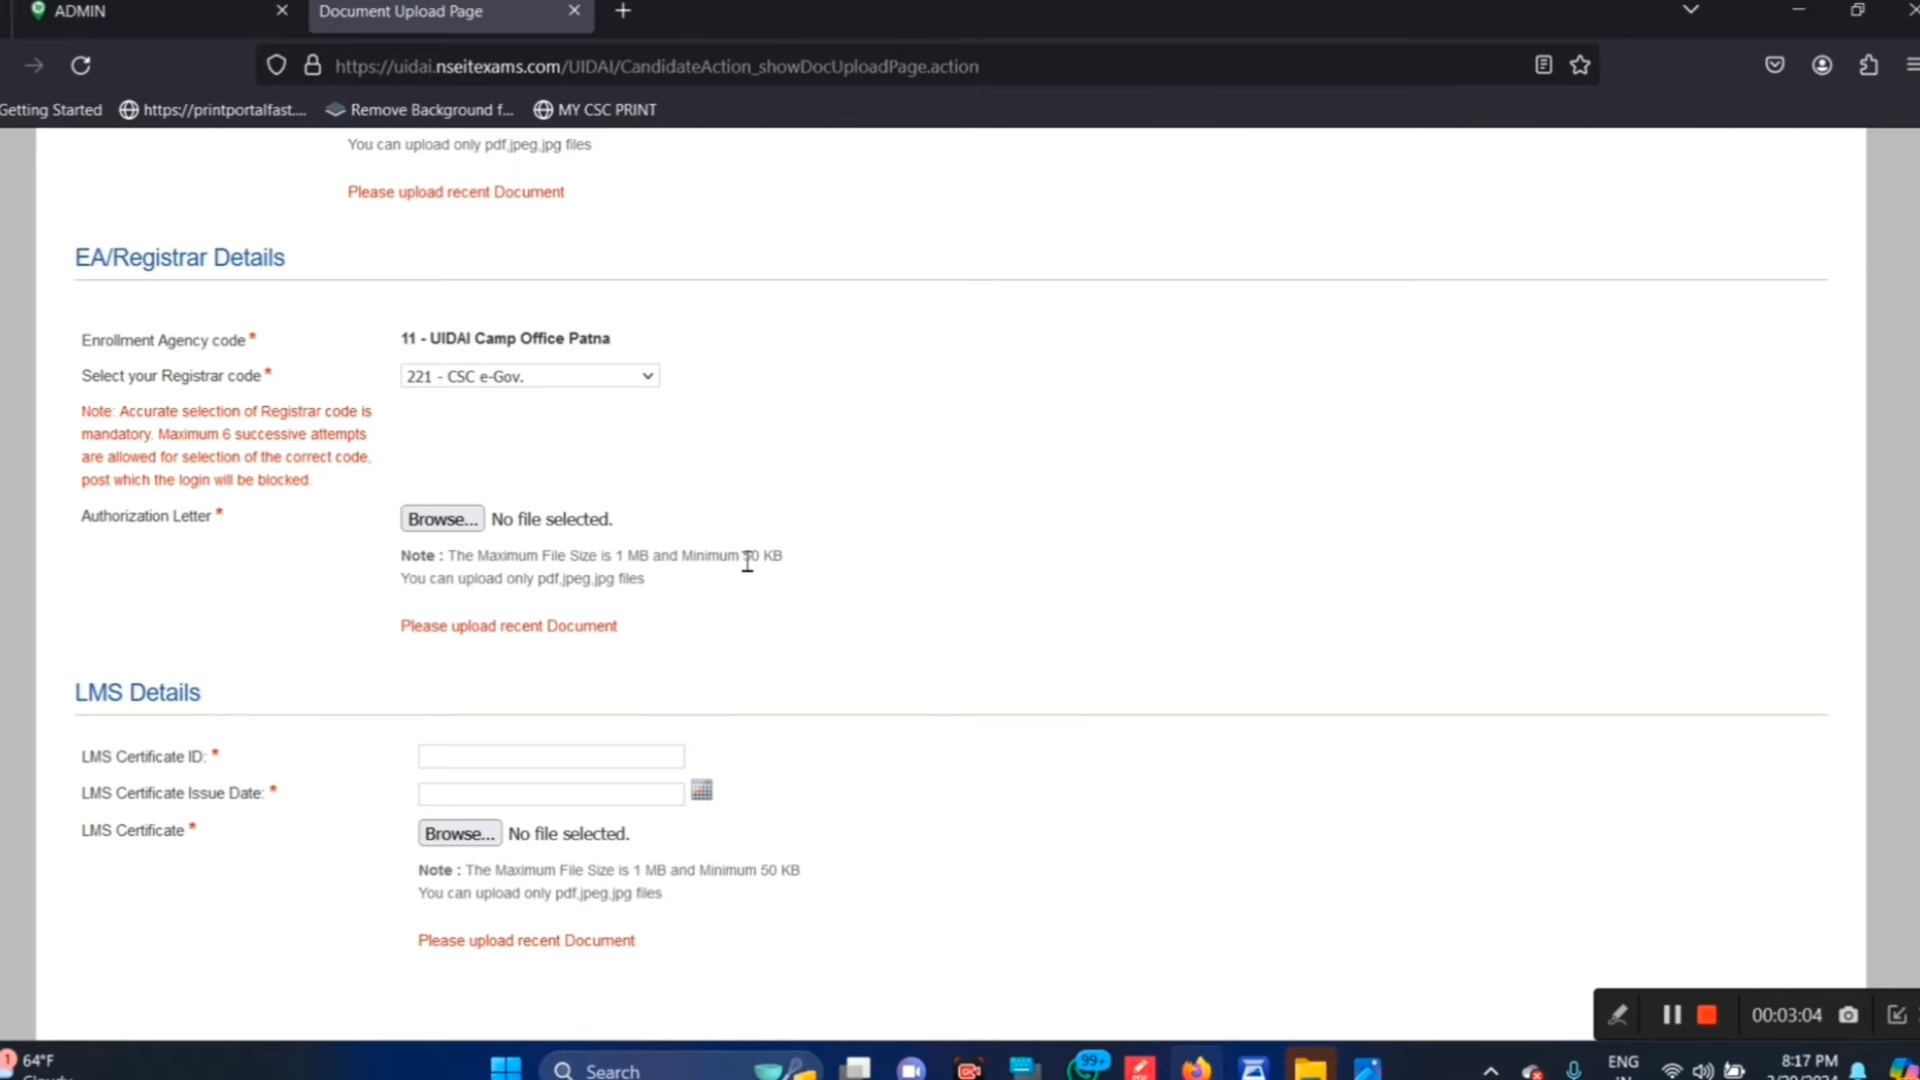 ADMIN
Document Upload Page
https://uidai.nseitexams.com/UIDAI/CandidateAction_showDocUploadPage.action
Getting Started
https://printportalfast....
Remove Background f...
MY CSC PRINT
You can upload only pdf,jpeg,jpg files
Please upload recent Document
EA/Registrar Details
Enrollment Agency code *
11 - UIDAI Camp Office Patna
Select your Registrar code *
221 - CSC e-Gov.
Note: Accurate selection of Registrar code is
mandatory. Maximum 6 successive attempts
are allowed for selection of the correct code,
post which the login will be blocked.
Authorization Letter *
Browse... No file selected.
Note : The Maximum File Size is 1 MB and Minimum 50 KB
You can upload only pdf,jpeg,jpg files
Please upload recent Document
LMS Details
LMS Certificate ID: *
LMS Certificate Issue Date: *
LMS Certificate *
Browse... No file selected.
Note : The Maximum File Size is 1 MB and Minimum 50 KB
You can upload only pdf,jpeg,jpg files
Please upload recent Document
00:03:04
1
64°F
Cloudy
Search
99+
ENG
IN
8:17 PM